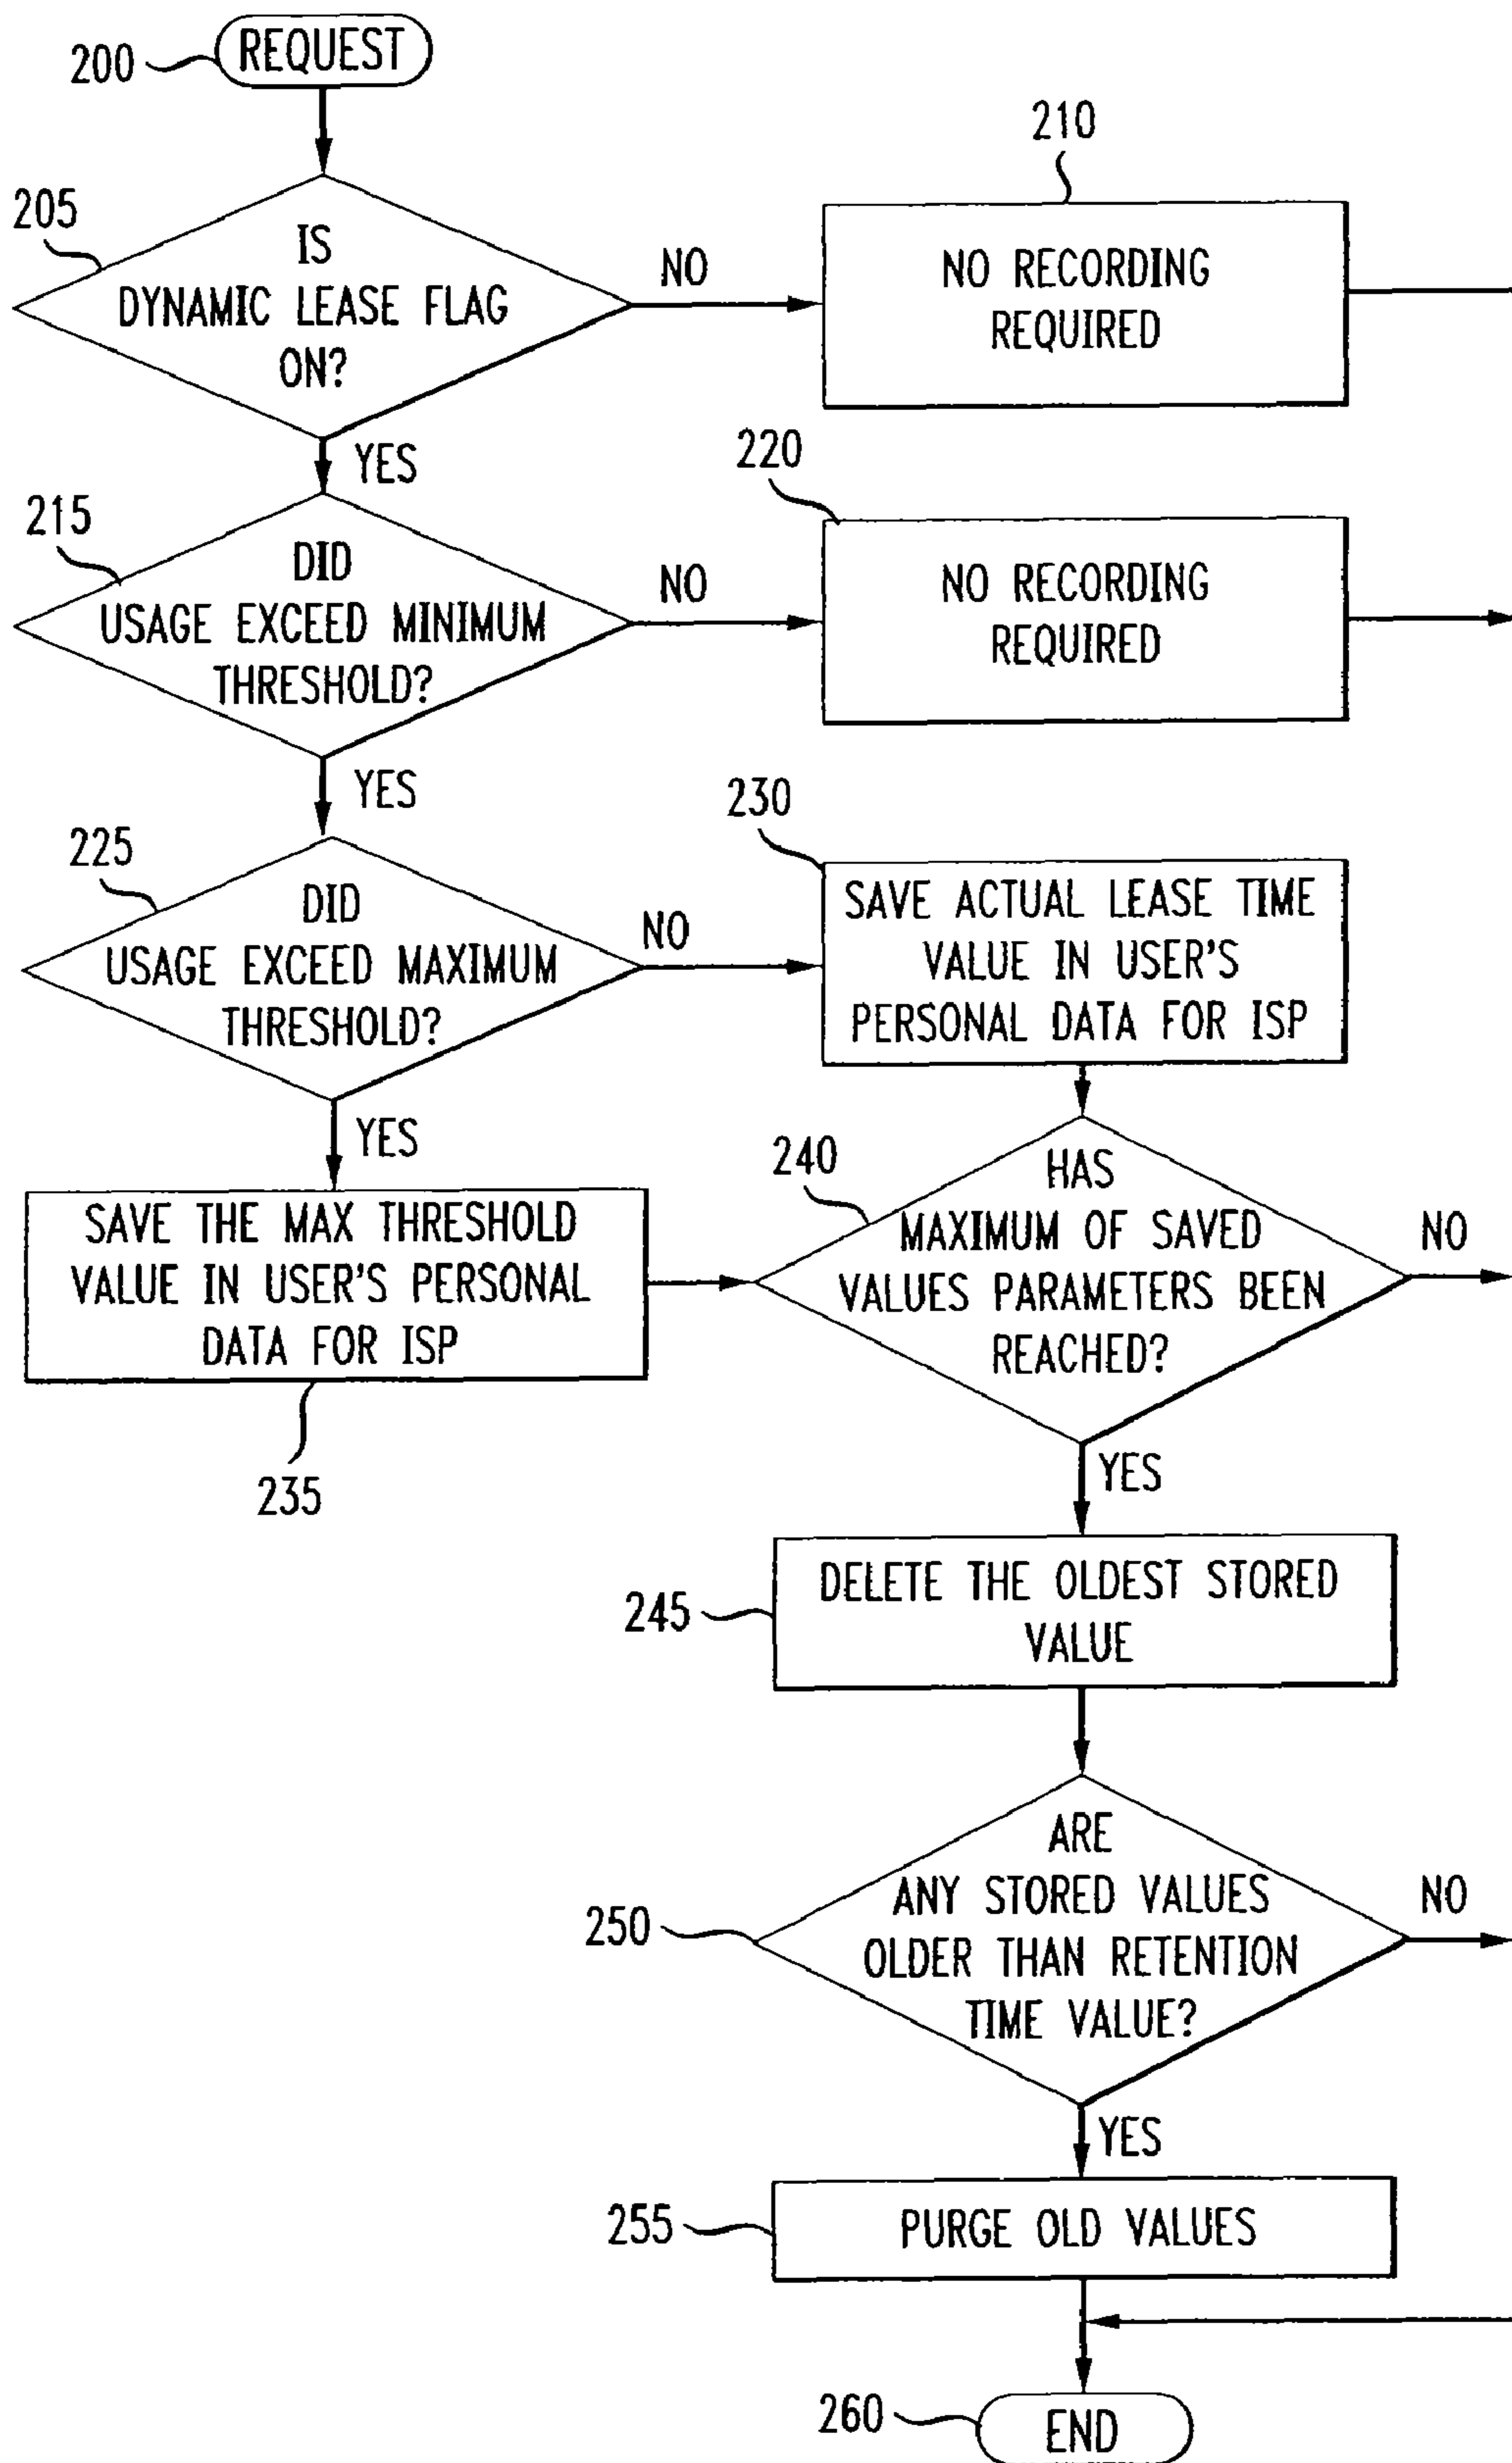 200
REQUEST
205
IS
DYNAMIC LEASE FLAG
ON?
NO
210
NO RECORDING
REQUIRED
YES
215
DID
USAGE EXCEED MINIMUM
THRESHOLD?
NO
220
NO RECORDING
REQUIRED
YES
225
DID
USAGE EXCEED MAXIMUM
THRESHOLD?
NO
230
SAVE ACTUAL LEASE TIME
VALUE IN USER'S
PERSONAL DATA FOR ISP
YES
SAVE THE MAX THRESHOLD
VALUE IN USER'S PERSONAL
DATA FOR ISP
235
240
HAS
MAXIMUM OF SAVED
VALUES PARAMETERS BEEN
REACHED?
NO
YES
245
DELETE THE OLDEST STORED
VALUE
250
ARE
ANY STORED VALUES
OLDER THAN RETENTION
TIME VALUE?
NO
YES
255
PURGE OLD VALUES
260
END